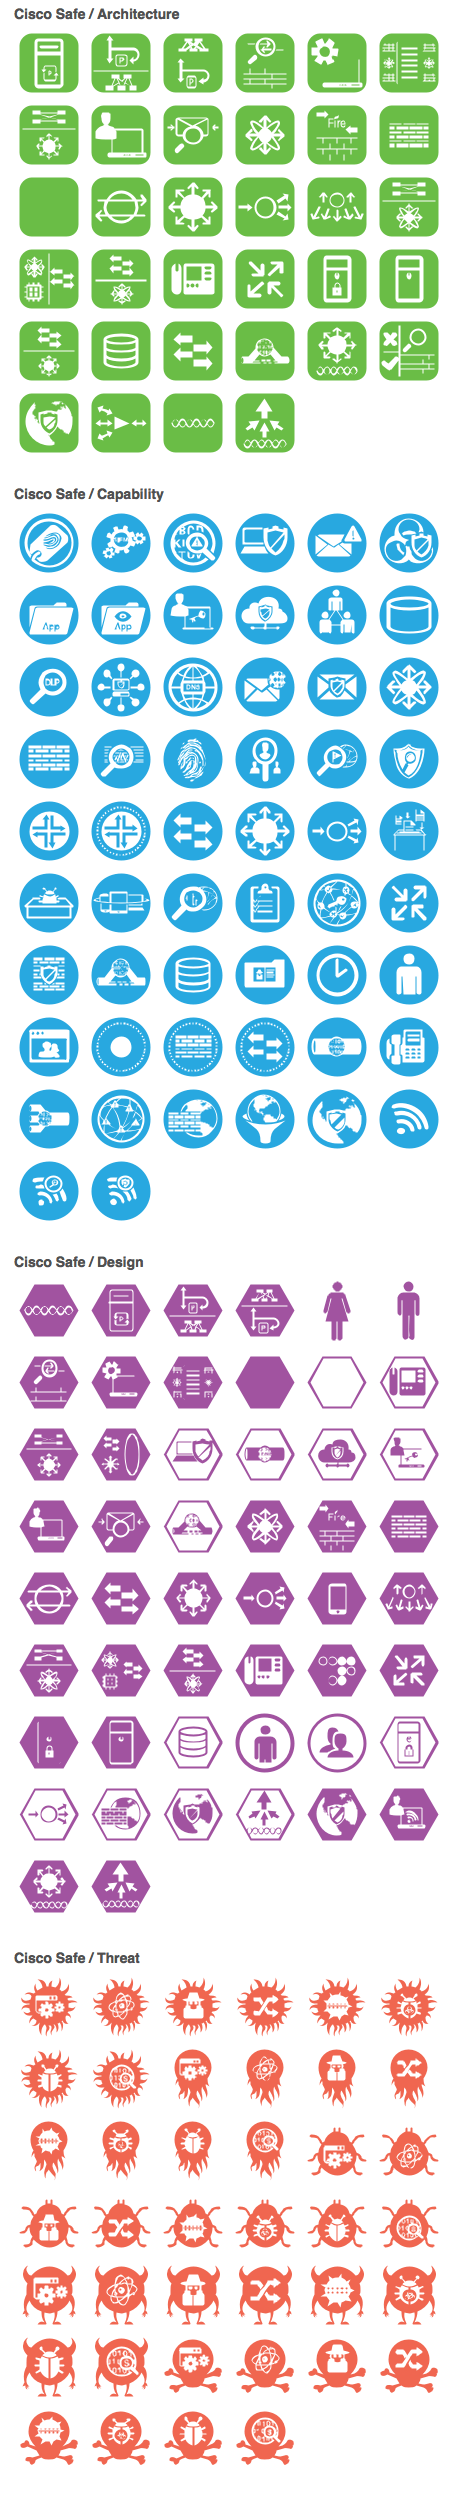 Cisco Safe / Architecture
P
P
P
Fire
Cisco Safe / Capability
App
App
DLP
DNS
Cisco Safe / Design
P
P
P
Fire
Cisco Safe / Threat